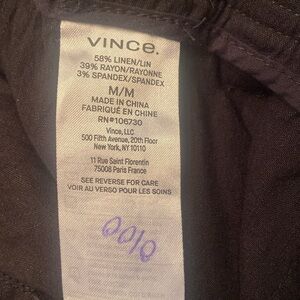 VINCE.
58% LINEN/LIN
39% RAYON/RAYONNE
3% SPANDEX/SPANDEX
M/M
MADE IN CHINA
FABRIQUÉ EN CHINE
RN#106730
Vince, LLC
500 Fifth Avenue, 20th Floor
New York, NY 10110
11 Rue Saint Florentin
75008 Paris France
SEE REVERSE FOR CARE
VOIR AU VERSO POUR LES SOINS